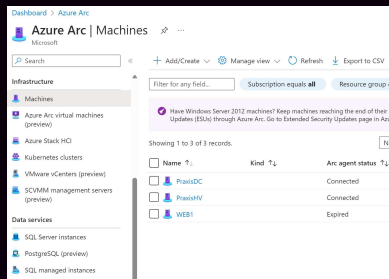 Dashboard > Azure Arc
Azure Arc | Machines
Microsoft
Search
Add/Create
Manage view
Refresh
Export to CSV
Infrastructure
Machines
Azure Arc virtual machines (preview)
Azure Stack HCI
Kubernetes clusters
VMware vCenters (preview)
SCVMM management servers (preview)
Data services
SQL Server instances
PostgreSQL (preview)
SQL managed instances
Filter for any field...
Subscription equals all
Resource group
Have Windows Server 2012 machines? Keep machines reaching the end of their
Updates (ESUs) through Azure Arc. Go to Extended Security Updates page in
Showing 1 to 3 of 3 records.
Name ↑↓ Kind ↑↓ Arc agent status ↑↓
PraxisDC Connected
PraxisHV Connected
WEB1 Expired